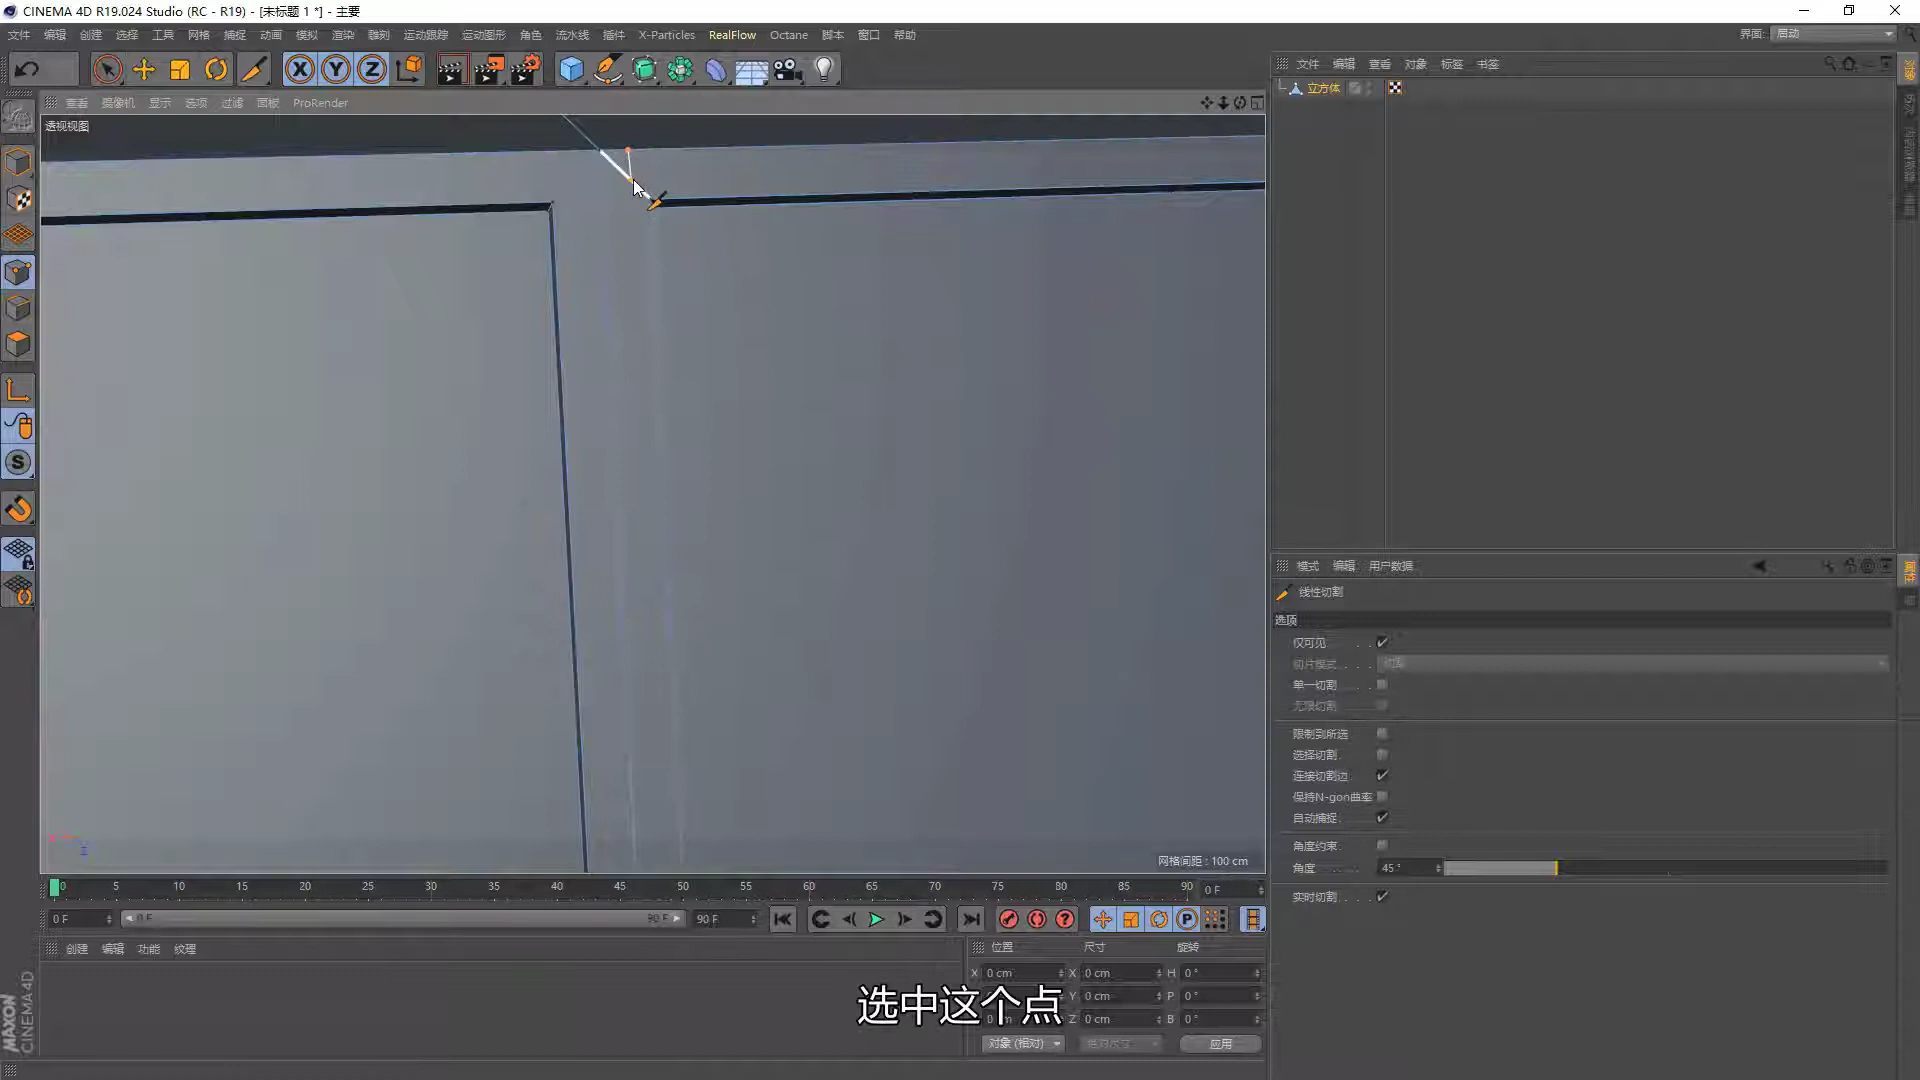 CINEMA 4D R19.024 Studio (RC - R19) - [未标题 1 *] - 主要
文件 编辑 创建 选择 工具 网格 捕捉 动画 模拟 渲染 雕刻 运动跟踪 运动图形 角色 流水线 插件 X-Particles RealFlow Octane 脚本 窗口 帮助
界面: 启动
查看 摄像机 显示 选项 过滤 面板 ProRender
文件 编辑 查看 对象 标签 书签
立方体
透视视图
网格间距 : 100 cm
模式 编辑 用户数据
线性切割
选项
仅可见
切片模式 切割
单一切割
无限切割
限制到所选
选择切割
连接切割边
保持N-gon曲率
自动捕捉
角度约束
角度 45 °
实时切割
0 5 10 15 20 25 30 35 40 45 50 55 60 65 70 75 80 85 90 0 F
0 F 0 F 90 F 90 F
创建 编辑 功能 纹理
位置 尺寸 旋转
X 0 cm X 0 cm H 0 °
0 cm Y 0 cm P 0 °
0 cm Z 0 cm B 0 °
对象 (相对) 绝对尺寸 应用
选中这个点
MAXON
CINEMA 4D